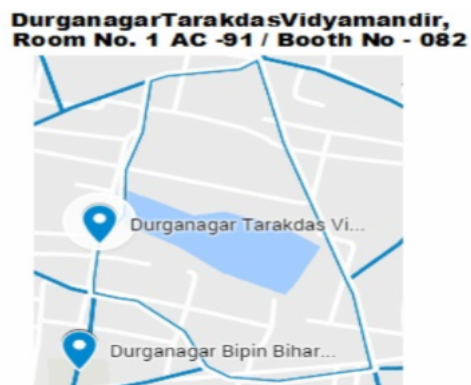 DurganagarTarakdasVidyamandir,
Room No. 1 AC -91 / Booth No - 082
Durganagar Tarakdas Vi...
Durganagar Bipin Bihar...